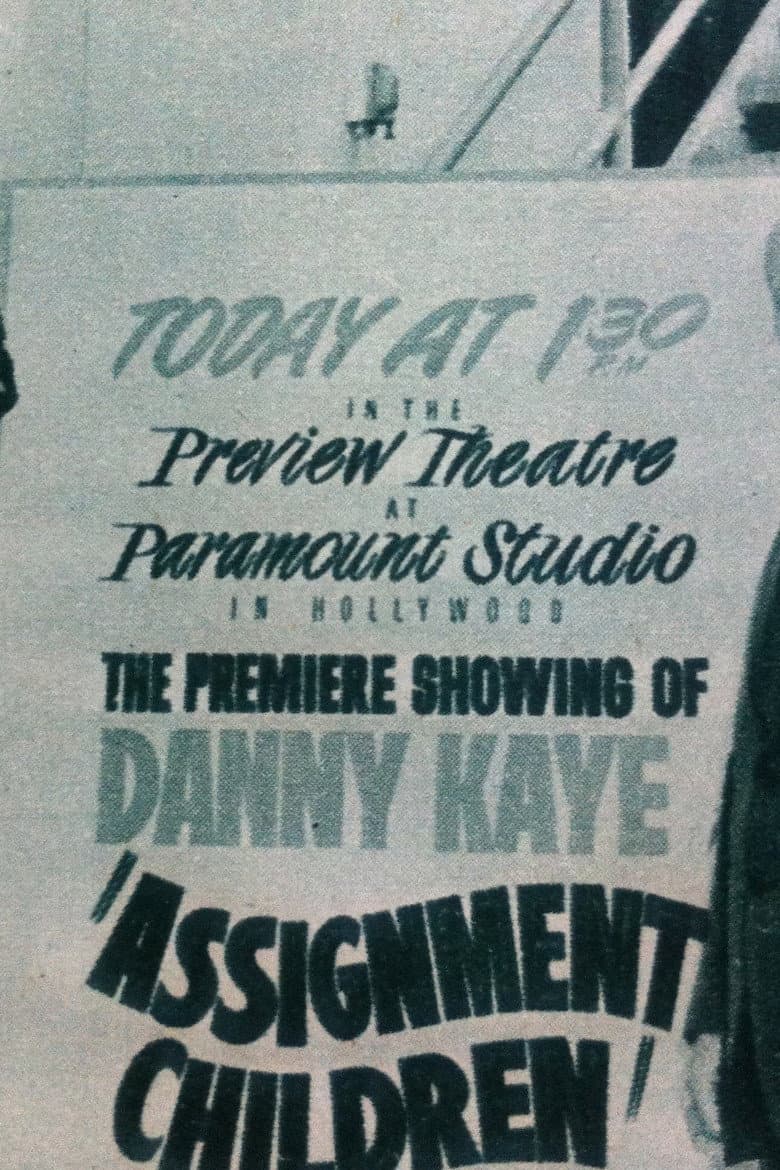 TODAY AT 1 30 P.M
IN THE
Preview Theatre
AT
Paramount Studio
IN HOLLYWOOD
THE PREMIERE SHOWING OF
DANNY KAYE
'ASSIGNMENT
CHILDREN'